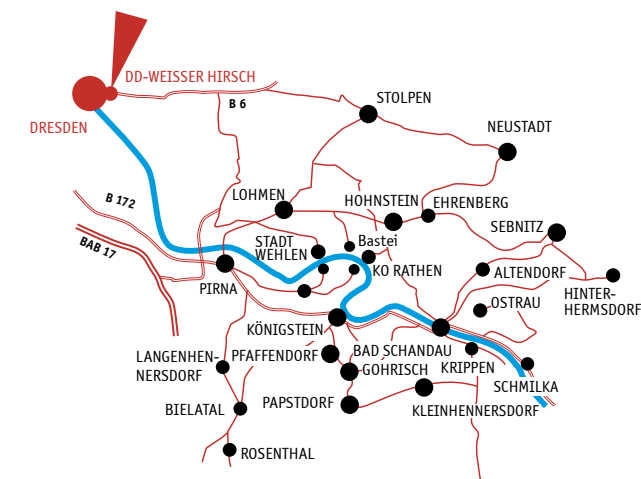 DD-WEISSER HIRSCH
B 6
STOLPEN
DRESDEN
NEUSTADT
B 172
LOHMEN
HOHNSTEIN
EHRENBERG
SEBNITZ
BAB 17
STADT
WEHLEN
Bastei
KO RATHEN
ALTENDORF
PIRNA
HINTER-
HERMSDORF
OSTRAU
KÖNIGSTEIN
LANGENHEN-
NERSDORF
PFAFFENDORF
BAD SCHANDAU
GOHRISCH
KRIPPEN
SCHMILKA
BIELATAL
PAPSTDORF
KLEINHENNERSDORF
ROSENTHAL